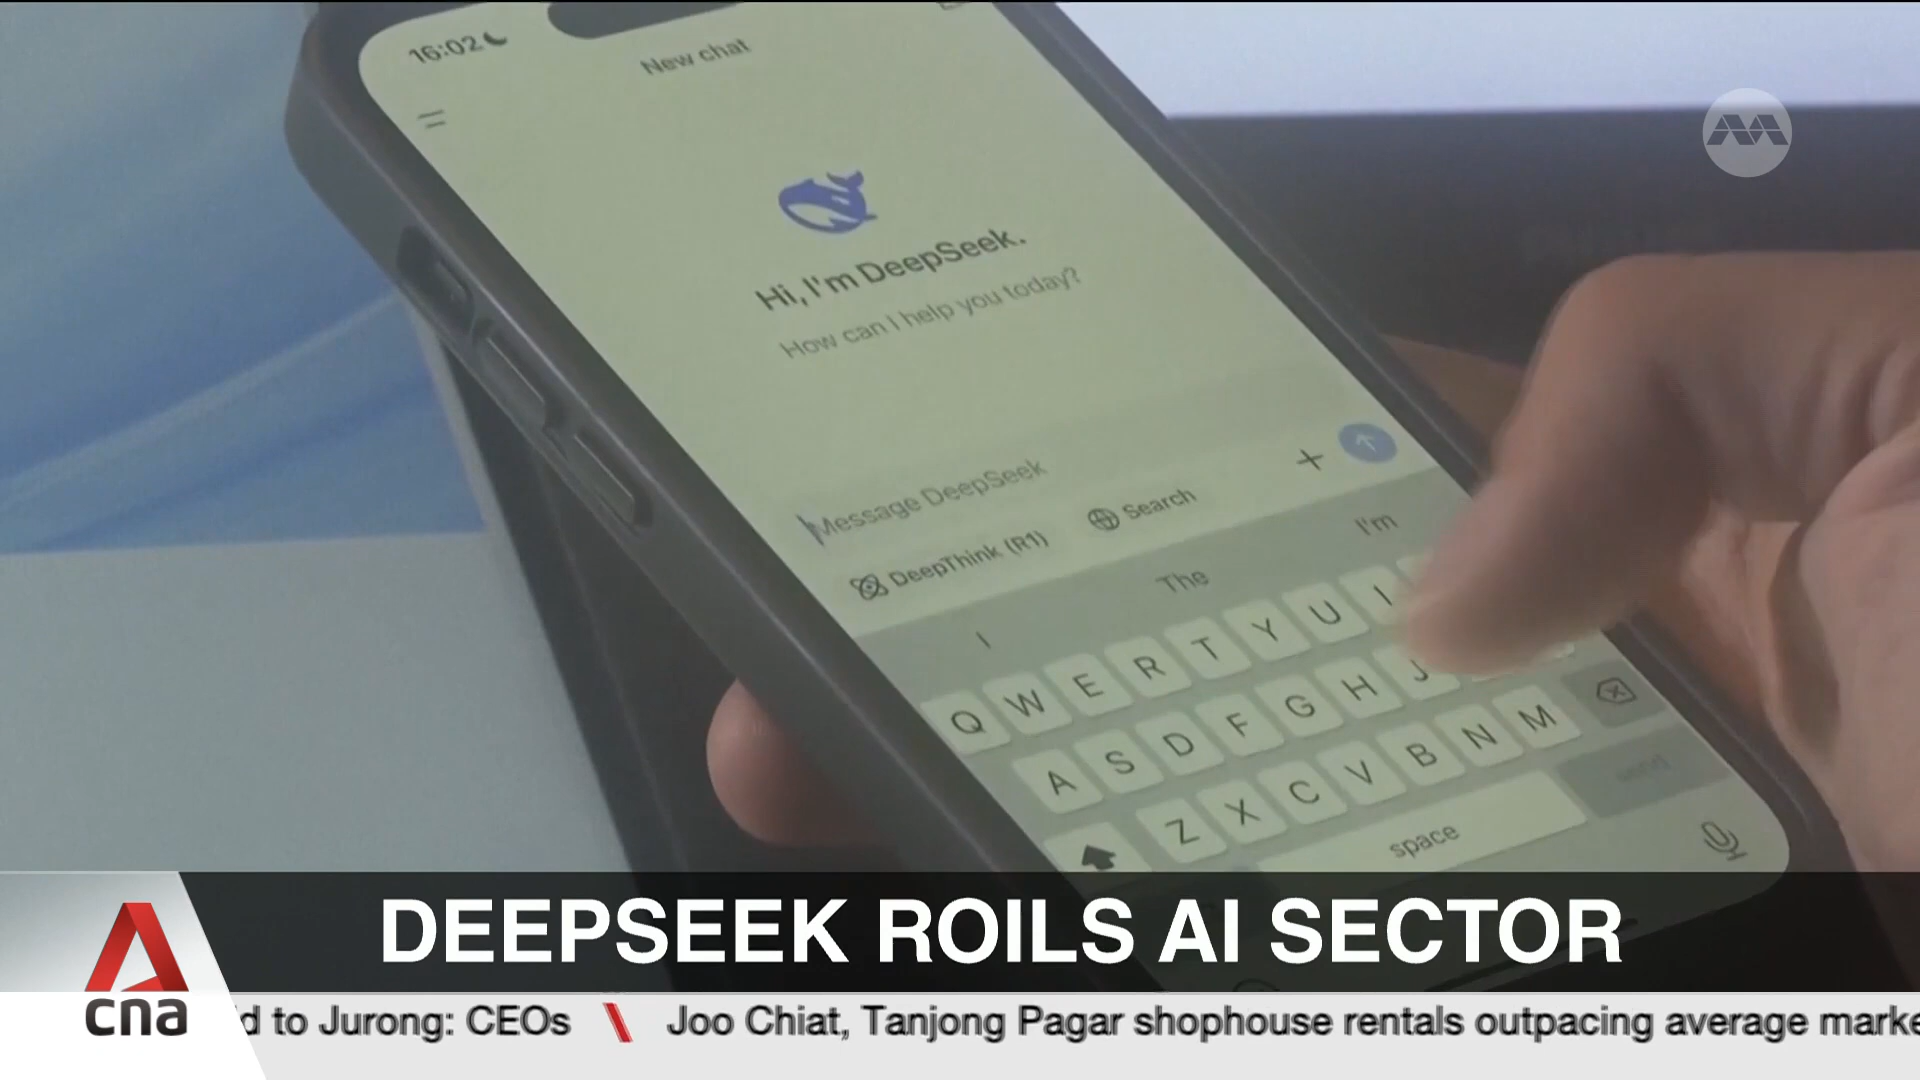 16:02
New chat
Hi, I'm DeepSeek.
How can I help you today?
Message DeepSeek
DeepThink (R1)
Search
I
The
I'm
Q W E R T Y U I
A S D F G H J
Z X C V B N M
space
DEEPSEEK ROILS AI SECTOR
cna
d to Jurong: CEOs \ Joo Chiat, Tanjong Pagar shophouse rentals outpacing average marke